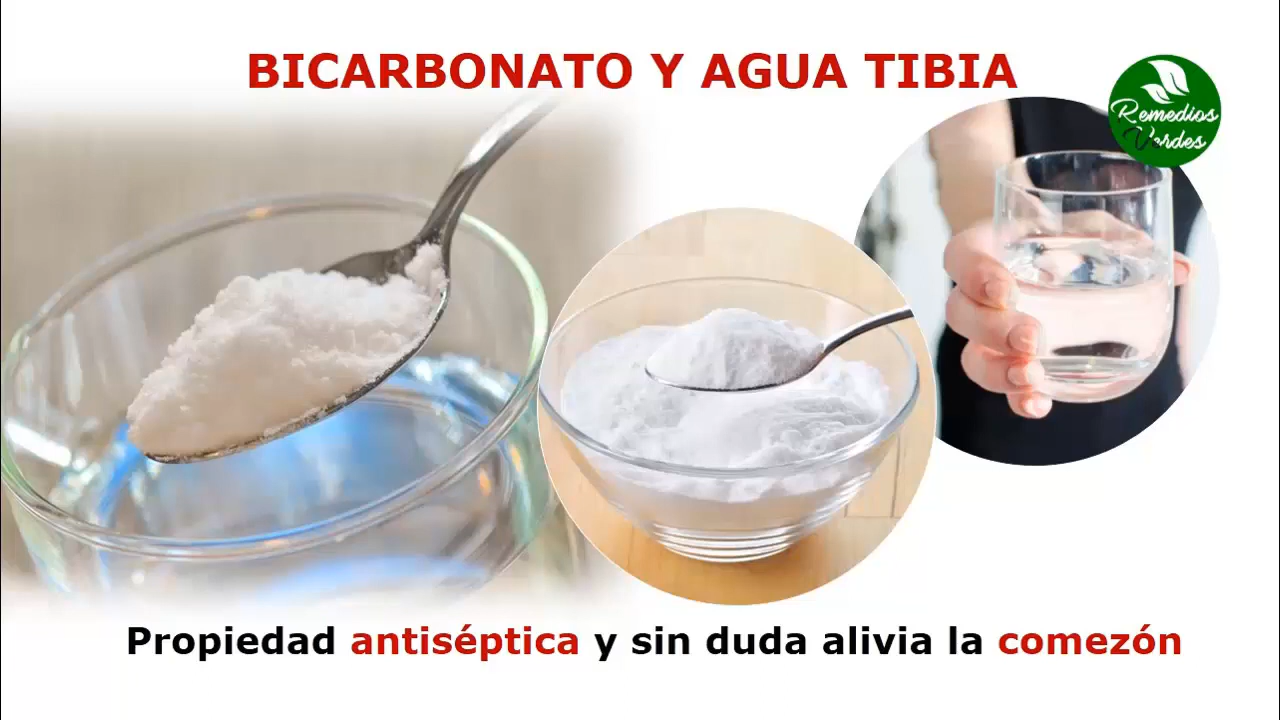 BICARBONATO Y AGUA TIBIA
Remedios
Verdes
Propiedad antiséptica y sin duda alivia la comezón